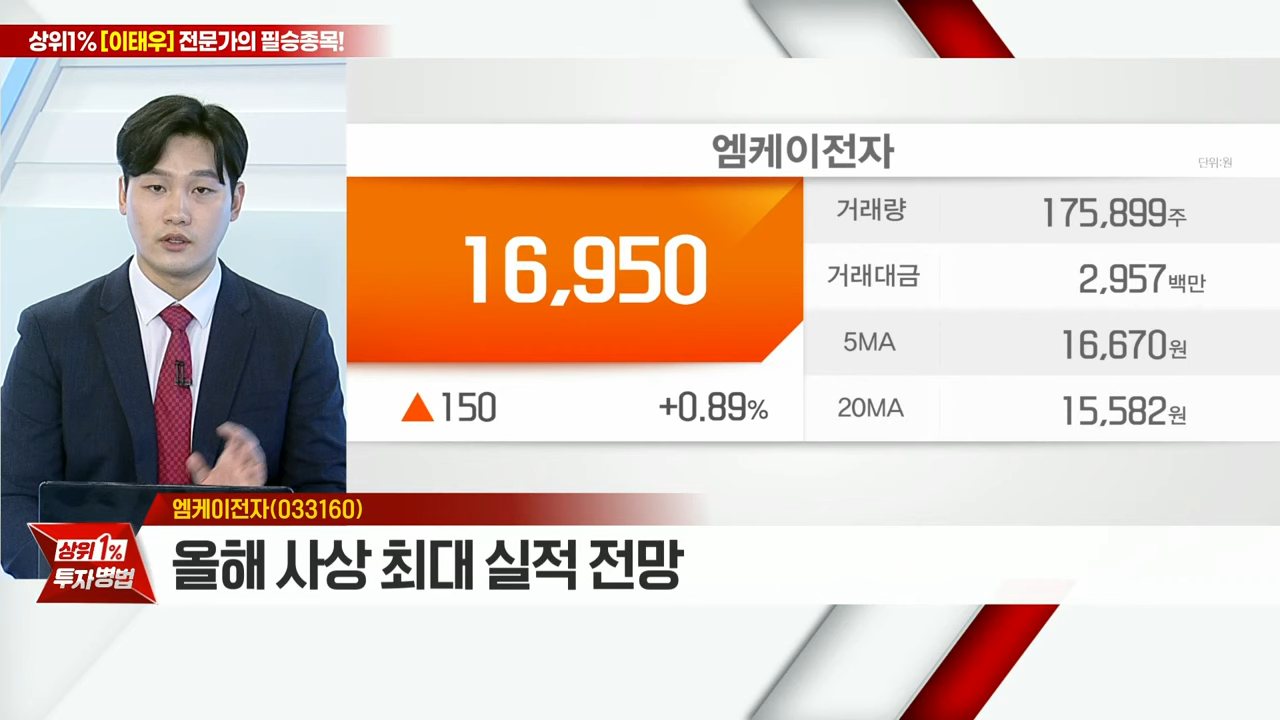 상위1% [이태우] 전문가의 필승종목!
엠케이전자
단위:원
16,950
▲150 +0.89%
거래량 175,899주
거래대금 2,957백만
5MA 16,670원
20MA 15,582원
엠케이전자(033160)
상위1%
투자병법
올해 사상 최대 실적 전망